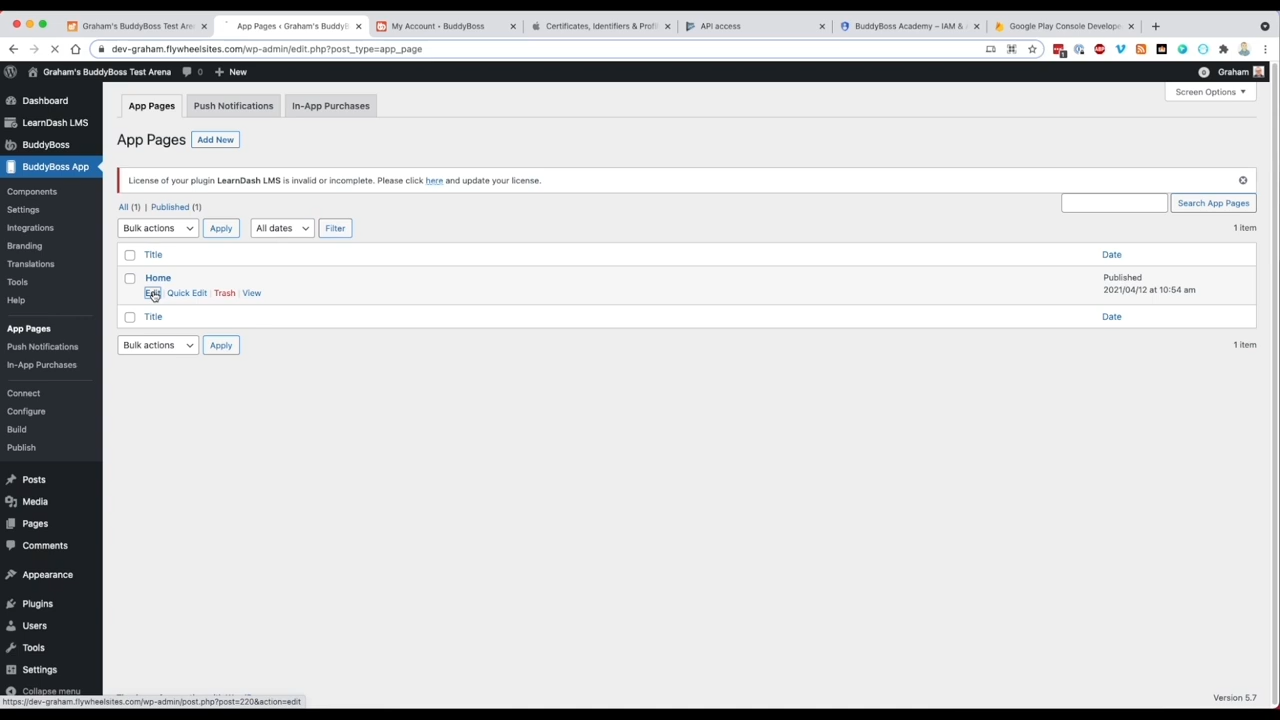 Graham's BuddyBoss Test Aren
App Pages ‹ Graham's BuddyB
My Account - BuddyBoss
Certificates, Identifiers & Profil
API access
BuddyBoss Academy – IAM & A
Google Play Console Develope
dev-graham.flywheelsites.com/wp-admin/edit.php?post_type=app_page
Graham's BuddyBoss Test Arena
0
New
Graham
Dashboard
LearnDash LMS
BuddyBoss
BuddyBoss App
Components
Settings
Integrations
Branding
Translations
Tools
Help
App Pages
Push Notifications
In-App Purchases
Connect
Configure
Build
Publish
Posts
Media
Pages
Comments
Appearance
Plugins
Users
Tools
Settings
Collapse menu
App Pages Push Notifications In-App Purchases
Screen Options
App Pages Add New
License of your plugin LearnDash LMS is invalid or incomplete. Please click here and update your license.
All (1) | Published (1)
Search App Pages
Bulk actions Apply All dates Filter
1 item
Title Date
Home Published
Edit | Quick Edit | Trash | View 2021/04/12 at 10:54 am
Title Date
Bulk actions Apply
1 item
https://dev-graham.flywheelsites.com/wp-admin/post.php?post=220&action=edit
Version 5.7